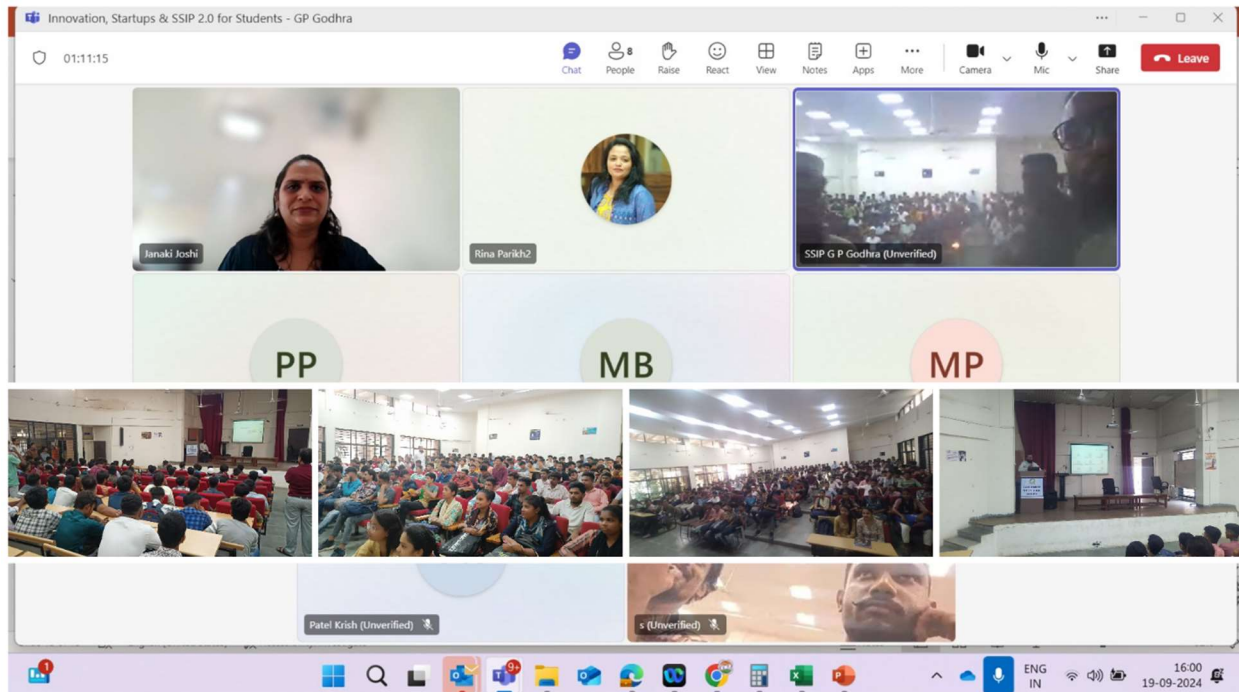 Innovation, Startups & SSIP 2.0 for Students - GP Godhra
01:11:15
Chat
8
People
Raise
React
View
Notes
Apps
More
Camera
Mic
Share
Leave
Janaki Joshi
Rina Parikh2
SSIP G P Godhra (Unverified)
PP
MB
MP
Patel Krish (Unverified)
s (Unverified)
1
9+
ENG
IN
16:00
19-09-2024